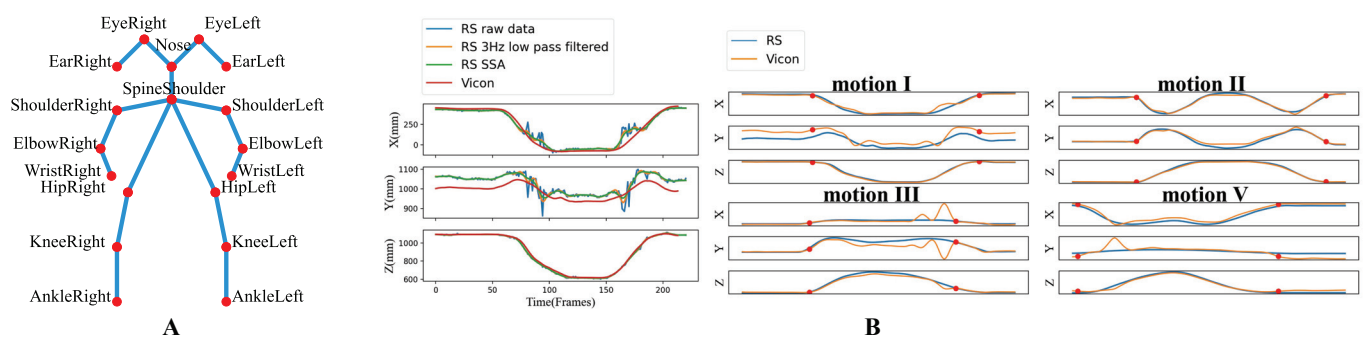 EyeRight
EyeLeft
Nose
EarRight
EarLeft
SpineShoulder
ShoulderRight
ShoulderLeft
ElbowRight
ElbowLeft
WristRight
WristLeft
HipRight
HipLeft
KneeRight
KneeLeft
AnkleRight
AnkleLeft
A
RS raw data
RS 3Hz low pass filtered
RS SSA
Vicon
X(mm)
250
0
Y(mm)
1100
1000
900
Z(mm)
1000
800
600
0
50
100
150
200
Time(Frames)
RS
Vicon
motion I
X
Y
Z
motion II
X
Y
Z
motion III
X
Y
Z
motion V
X
Y
Z
B